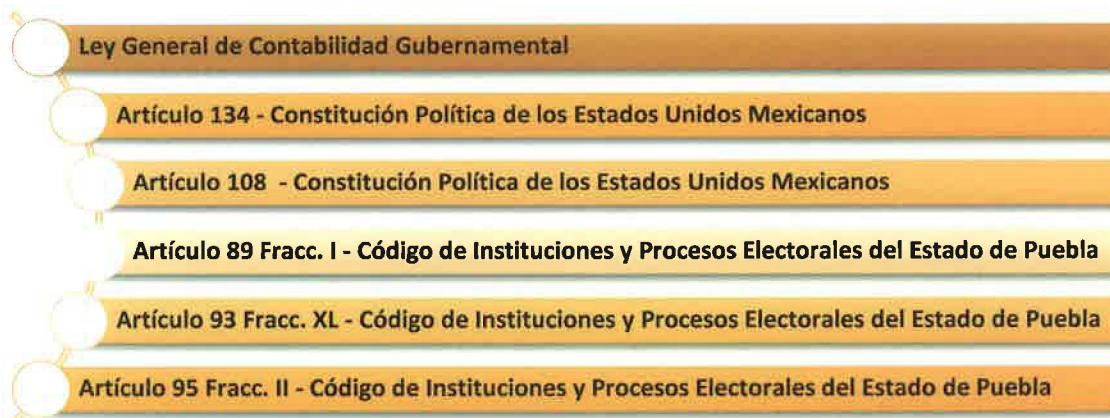 Ley General de Contabilidad Gubernamental
Artículo 134 - Constitución Política de los Estados Unidos Mexicanos
Artículo 108 - Constitución Política de los Estados Unidos Mexicanos
Artículo 89 Fracc. I - Código de Instituciones y Procesos Electorales del Estado de Puebla
Artículo 93 Fracc. XL - Código de Instituciones y Procesos Electorales del Estado de Puebla
Artículo 95 Fracc. II - Código de Instituciones y Procesos Electorales del Estado de Puebla